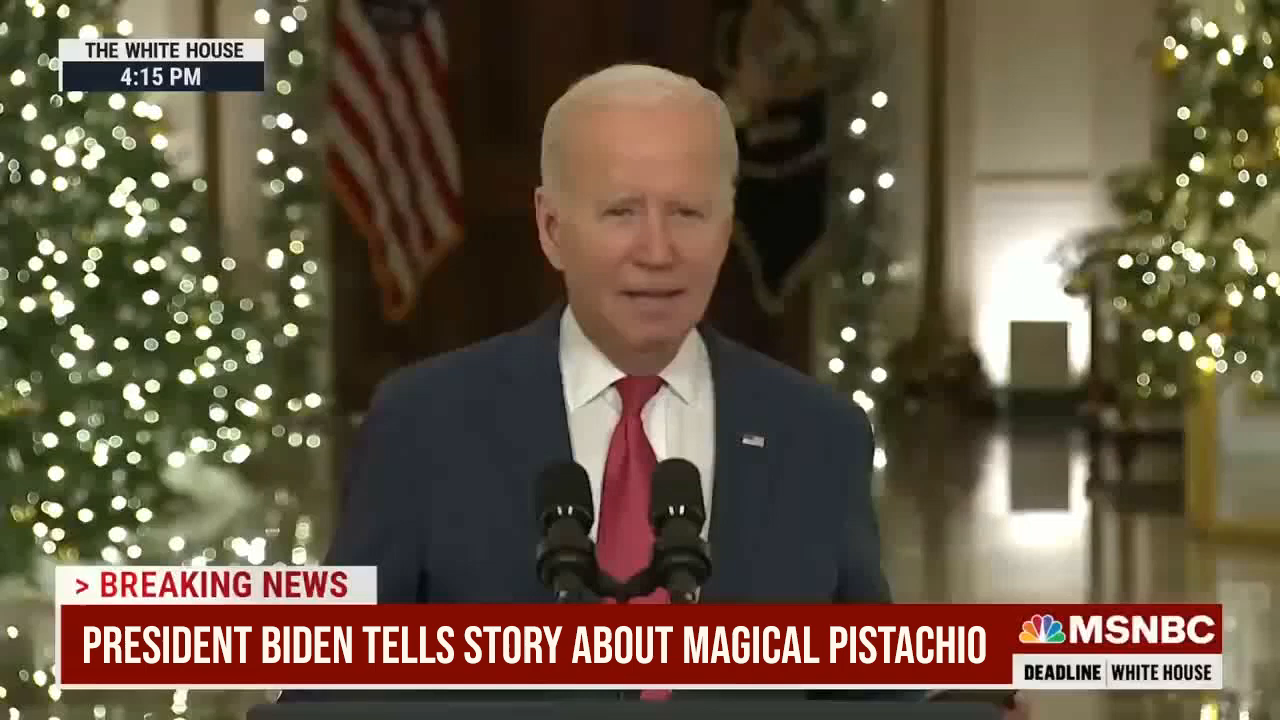 THE WHITE HOUSE
4:15 PM
> BREAKING NEWS
PRESIDENT BIDEN TELLS STORY ABOUT MAGICAL PISTACHIO
MSNBC
DEADLINE WHITE HOUSE